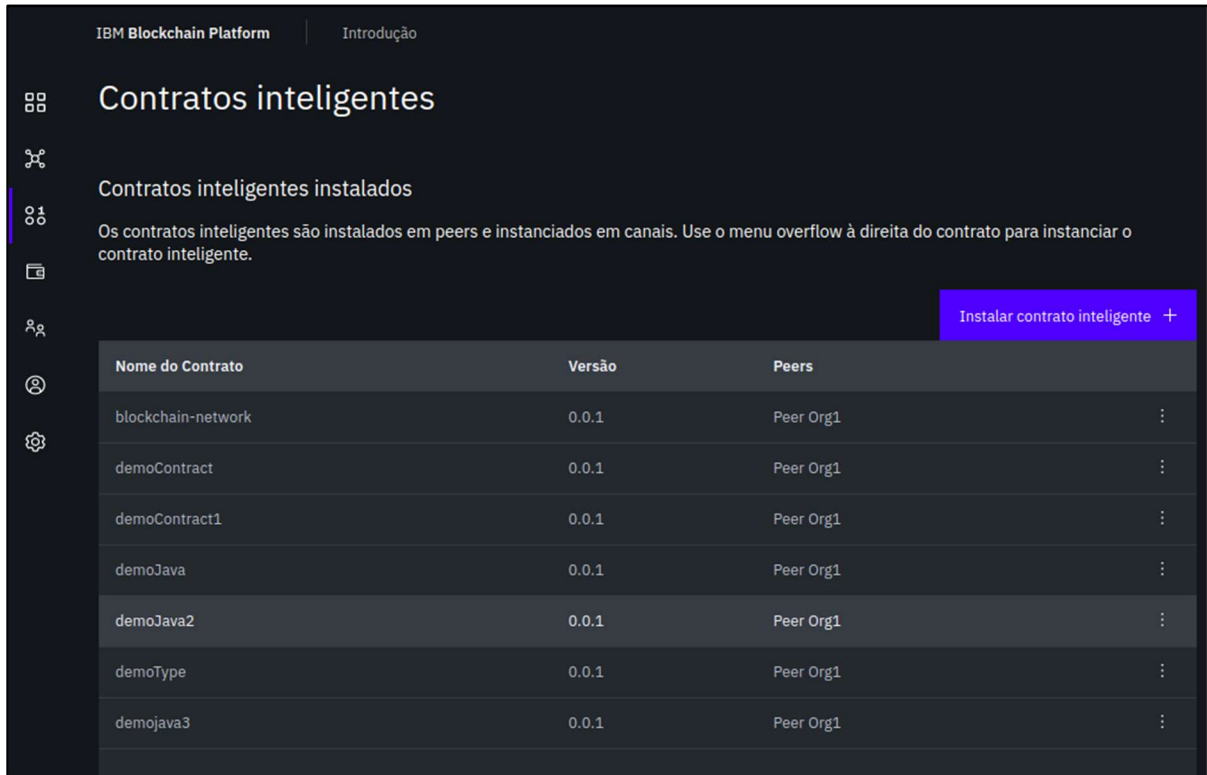 IBM Blockchain Platform Introdução
Contratos inteligentes
Contratos inteligentes instalados
Os contratos inteligentes são instalados em peers e instanciados em canais. Use o menu overflow à direita do contrato para instanciar o
contrato inteligente.
Instalar contrato inteligente +
Nome do Contrato Versão Peers
blockchain-network 0.0.1 Peer Org1
demoContract 0.0.1 Peer Org1
demoContract1 0.0.1 Peer Org1
demoJava 0.0.1 Peer Org1
demoJava2 0.0.1 Peer Org1
demoType 0.0.1 Peer Org1
demojava3 0.0.1 Peer Org1